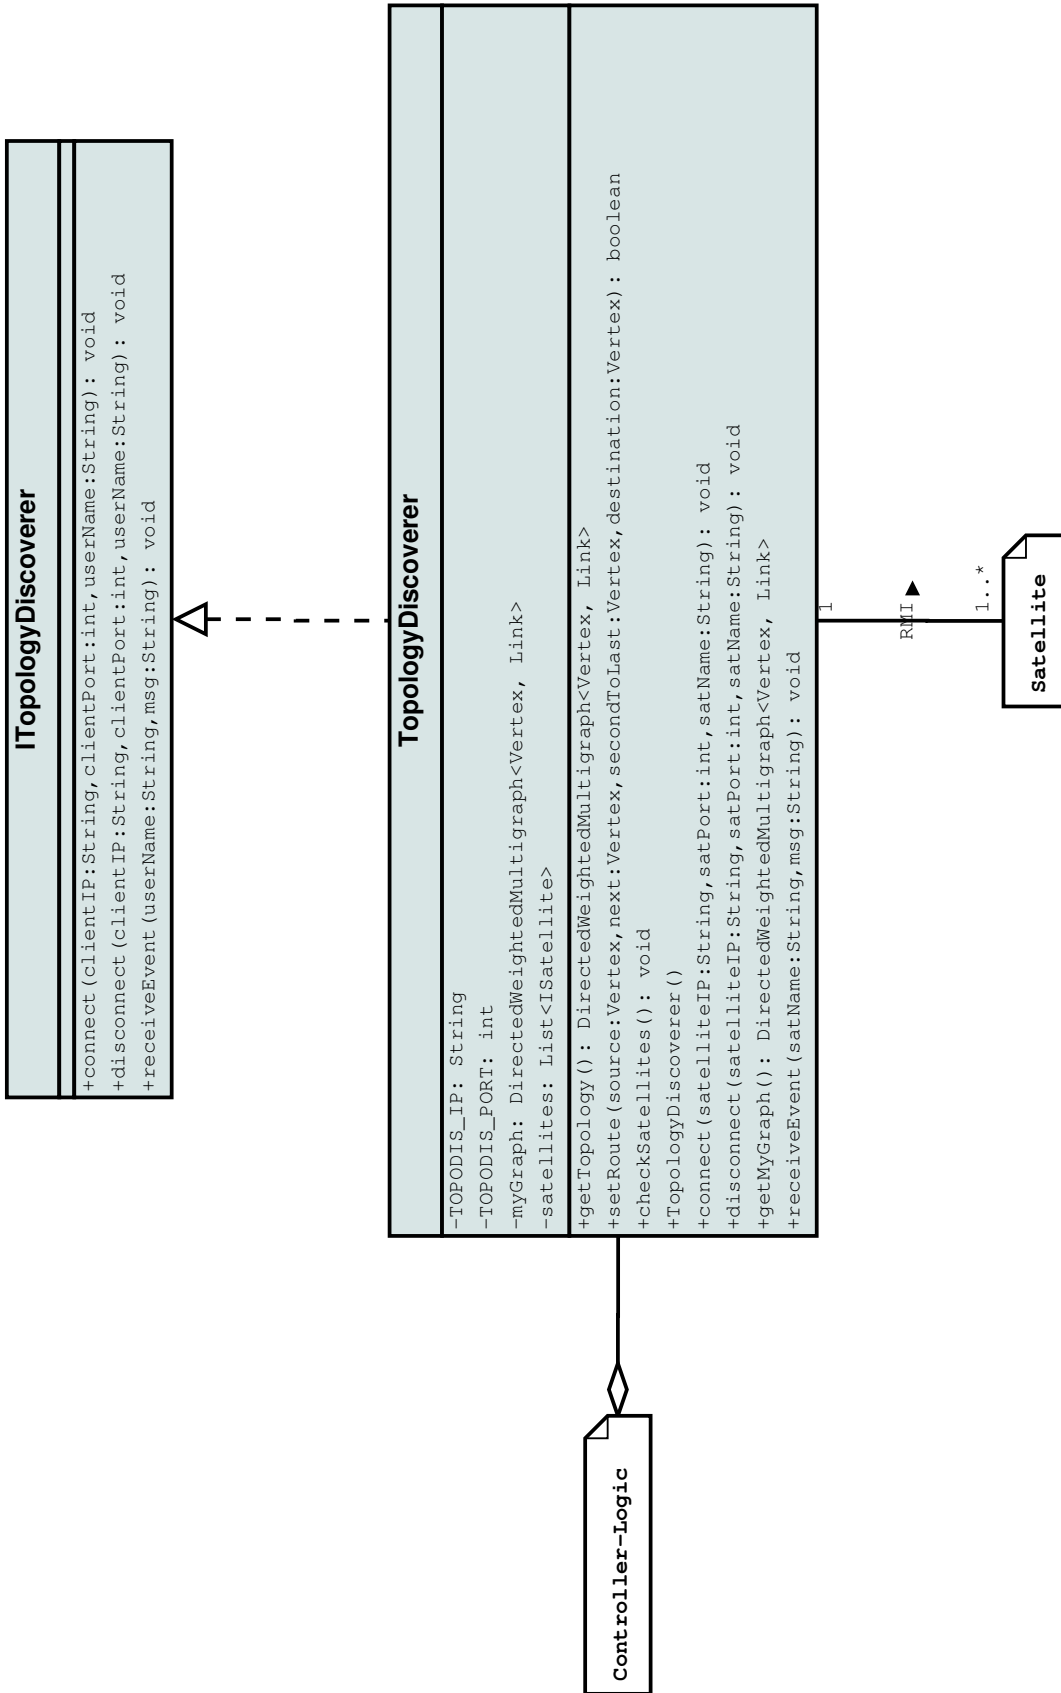 ITopologyDiscoverer
+connect(clientIP:String,clientPort:int,userName:String): void
+disconnect(clientIP:String,clientPort:int,userName:String): void
+receiveEvent(userName:String,msg:String): void
TopologyDiscoverer
-TOPODIS_IP: String
-TOPODIS_PORT: int
-myGraph: DirectedWeightedMultigraph<Vertex, Link>
-satellites: List<ISatellite>
+getTopology(): DirectedWeightedMultigraph<Vertex, Link>
+setRoute(source:Vertex,next:Vertex,secondToLast:Vertex,destination:Vertex): boolean
+checkSatellites(): void
+TopologyDiscoverer()
+connect(satelliteIP:String,satPort:int,satName:String): void
+disconnect(satelliteIP:String,satPort:int,satName:String): void
+getMyGraph(): DirectedWeightedMultigraph<Vertex, Link>
+receiveEvent(satName:String,msg:String): void
Controller-Logic
1
RMI ▶
1..*
Satellite